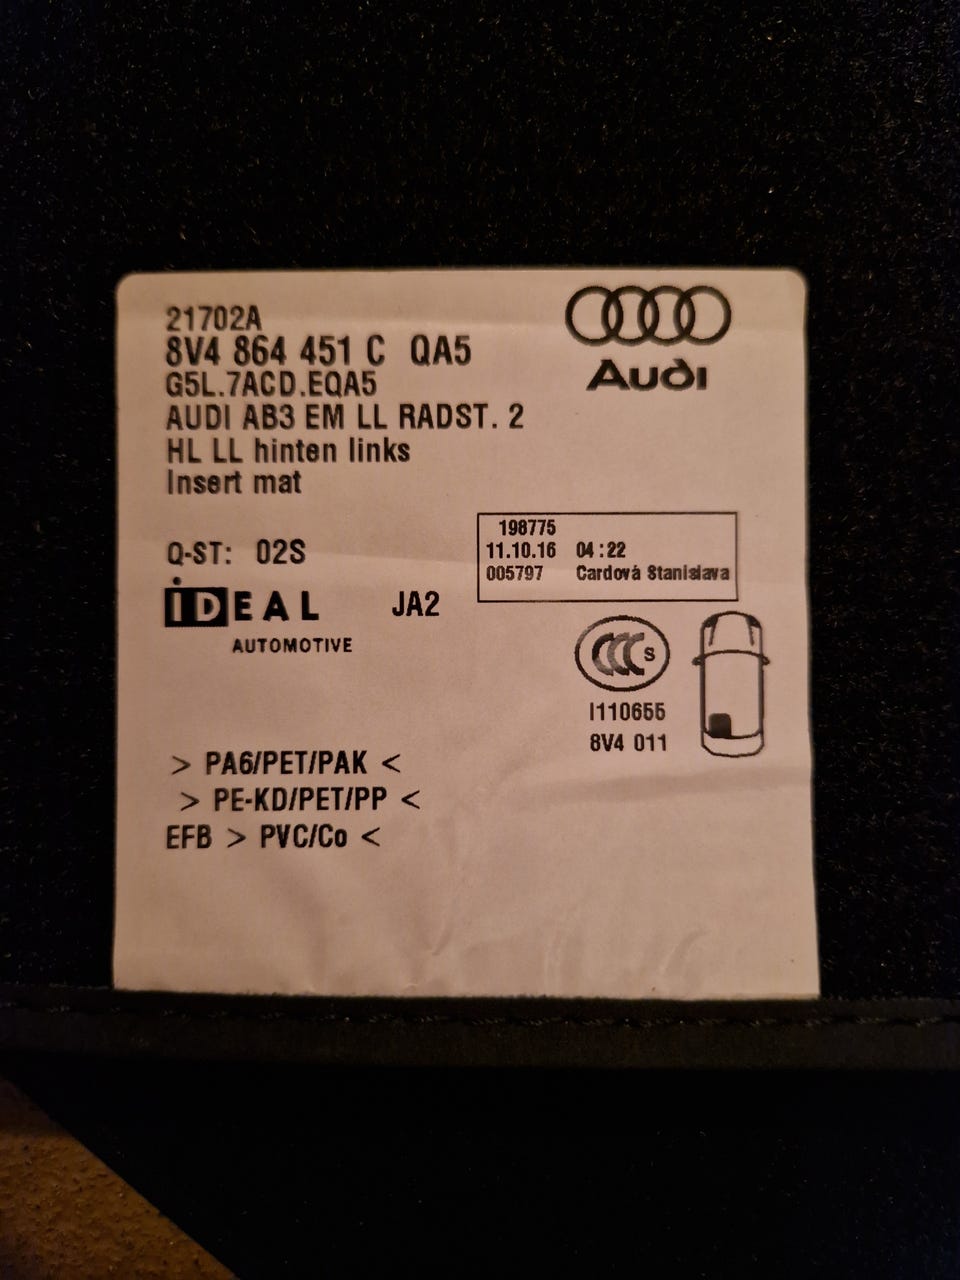 21702A
8V4 864 451 C QA5
G5L.7ACD.EQA5
AUDI AB3 EM LL RADST. 2
HL LL hinten links
Insert mat
Audi
Q-ST: 02S
198775
11.10.16 04:22
005797 Cardová Stanislava
iDEAL JA2
AUTOMOTIVE
CCC S
I110655
8V4 011
> PA6/PET/PAK <
> PE-KD/PET/PP <
EFB > PVC/Co <